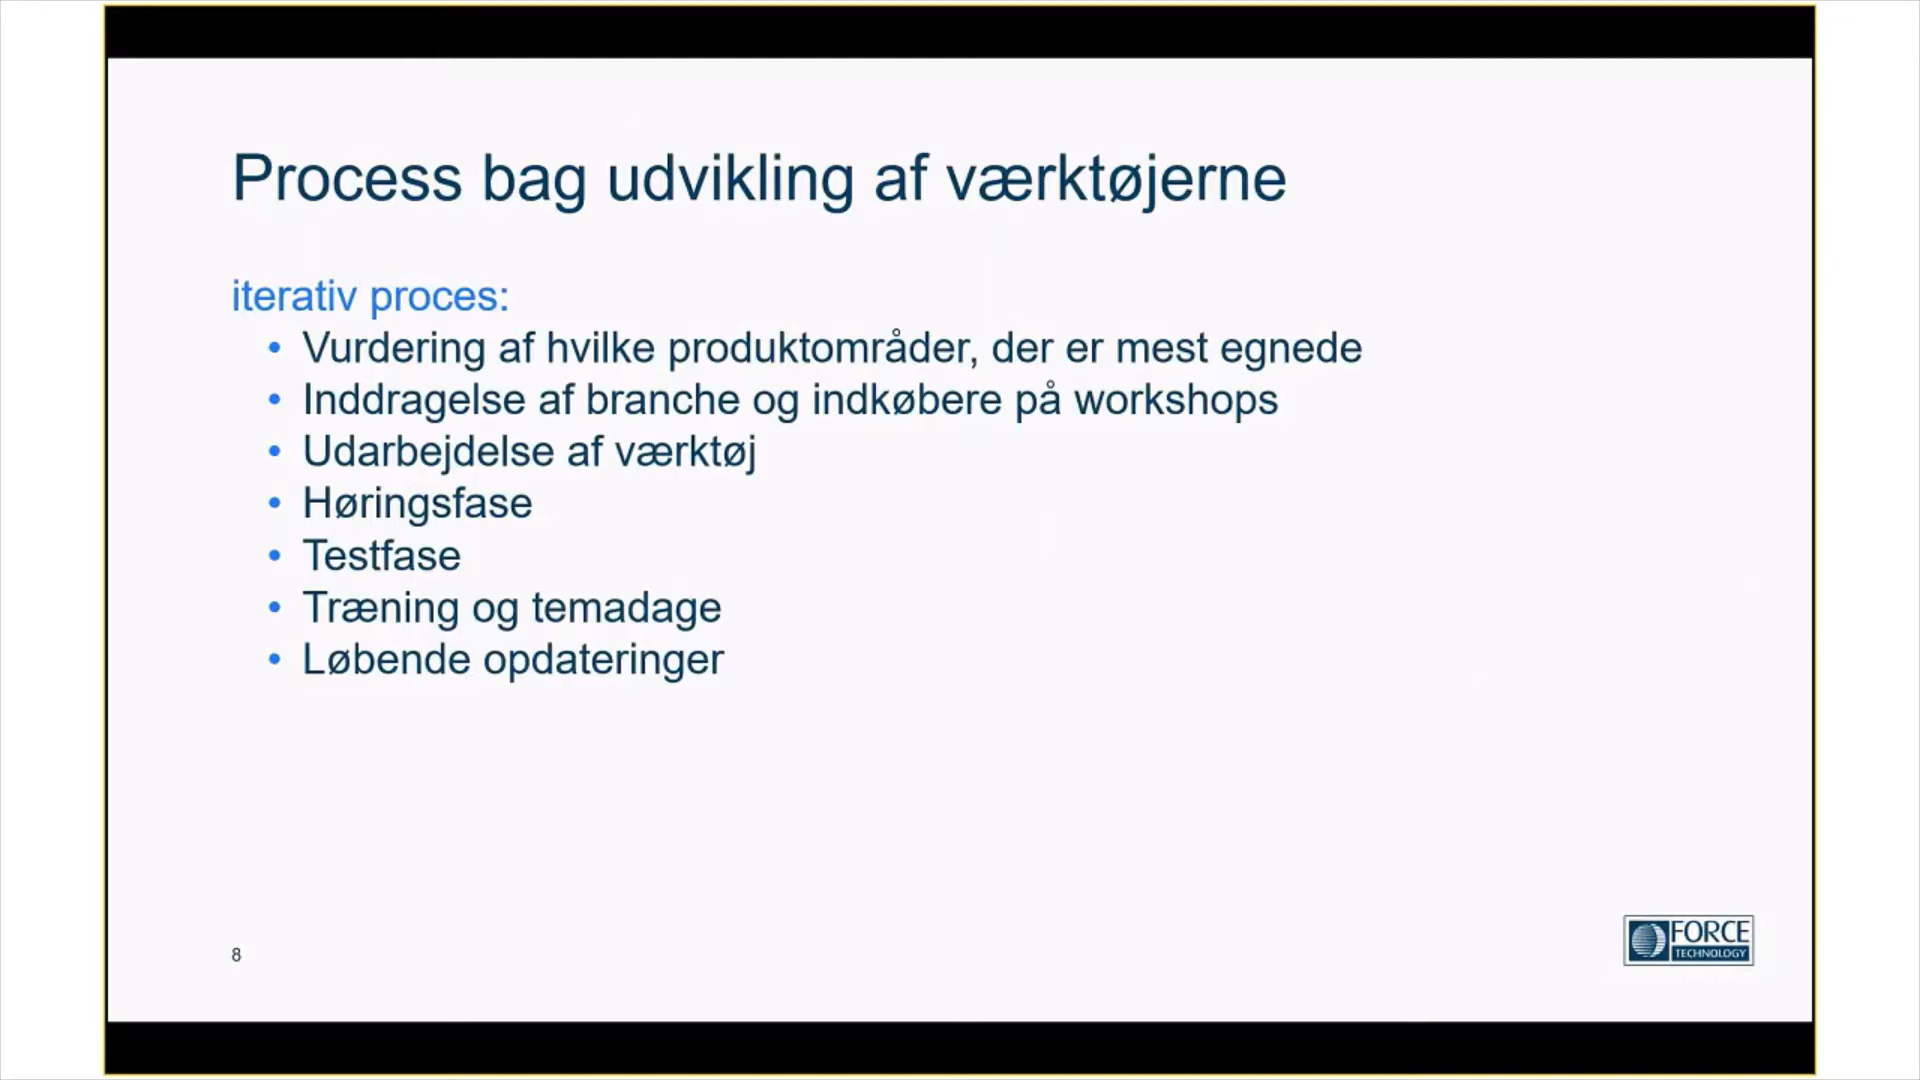 Process bag udvikling af værktøjerne
iterativ proces:
• Vurdering af hvilke produktområder, der er mest egnede
• Inddragelse af branche og indkøbere på workshops
• Udarbejdelse af værktøj
• Høringsfase
• Testfase
• Træning og temadage
• Løbende opdateringer
8
FORCE
TECHNOLOGY